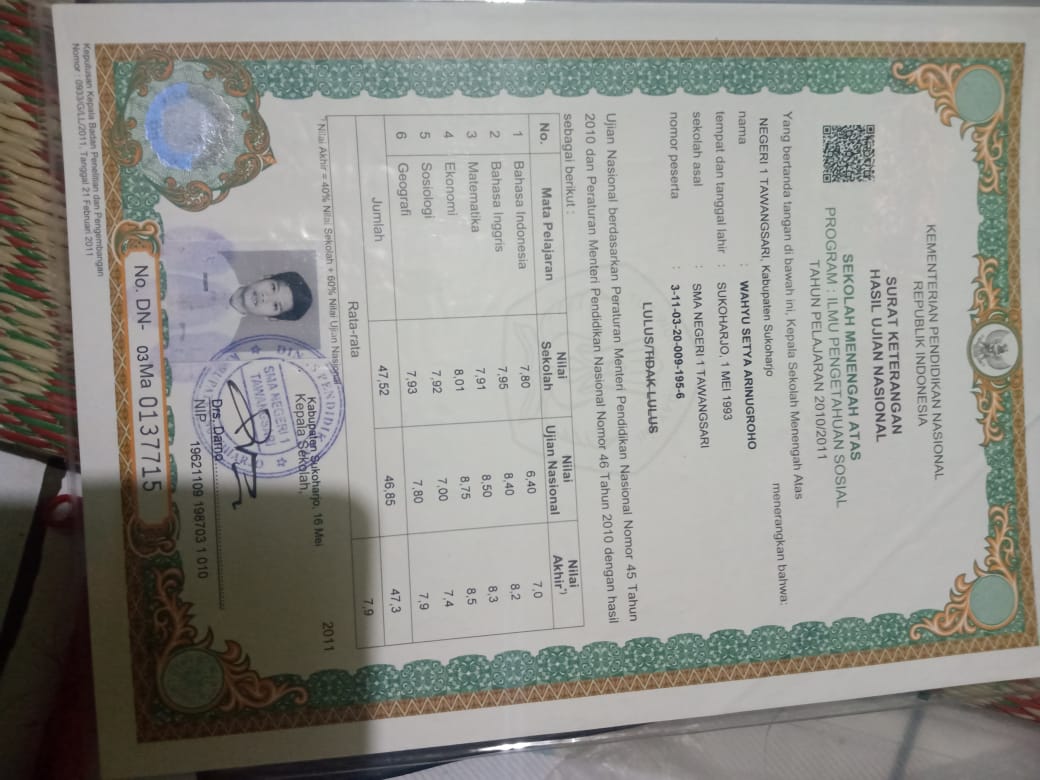 KEMENTERIAN PENDIDIKAN NASIONAL
REPUBLIK INDONESIA
SURAT KETERANGAN
HASIL UJIAN NASIONAL
SEKOLAH MENENGAH ATAS
PROGRAM : ILMU PENGETAHUAN SOSIAL
TAHUN PELAJARAN 2010/2011
Yang bertanda tangan di bawah ini, Kepala Sekolah Menengah Atas
NEGERI 1 TAWANGSARI, Kabupaten Sukoharjo menerangkan bahwa:
nama : WAHYU SETYA ARINUGROHO
tempat dan tanggal lahir : SUKOHARJO, 1 MEI 1993
sekolah asal : SMA NEGERI 1 TAWANGSARI
nomor peserta : 3-11-03-20-009-195-6
LULUS/TIDAK LULUS
Ujian Nasional berdasarkan Peraturan Menteri Pendidikan Nasional Nomor 45 Tahun
2010 dan Peraturan Menteri Pendidikan Nasional Nomor 46 Tahun 2010 dengan hasil
sebagai berikut :
No. Mata Pelajaran Nilai Sekolah Nilai Ujian Nasional Nilai Akhir*)
1 Bahasa Indonesia 7,80 6,40 7,0
2 Bahasa Inggris 7,95 8,40 8,2
3 Matematika 7,91 8,50 8,3
4 Ekonomi 8,01 8,75 8,5
5 Sosiologi 7,92 7,00 7,4
6 Geografi 7,93 7,80 7,9
Jumlah 47,52 46,85 47,3
Rata-rata 7,9
*)Nilai Akhir = 40% Nilai Sekolah + 60% Nilai Ujian Nasional
Kabupaten Sukoharjo, 16 Mei 2011
Kepala Sekolah,
SMA NEGERI 1
TAWANGSARI
Drs. Darno
NIP. 19621109 198703 1 010
No. DN- 03 Ma 0137715
Keputusan Kepala Badan Penelitian dan Pengembangan
Nomor : 0933/G/LL/2011, Tanggal 21 Februari 2011